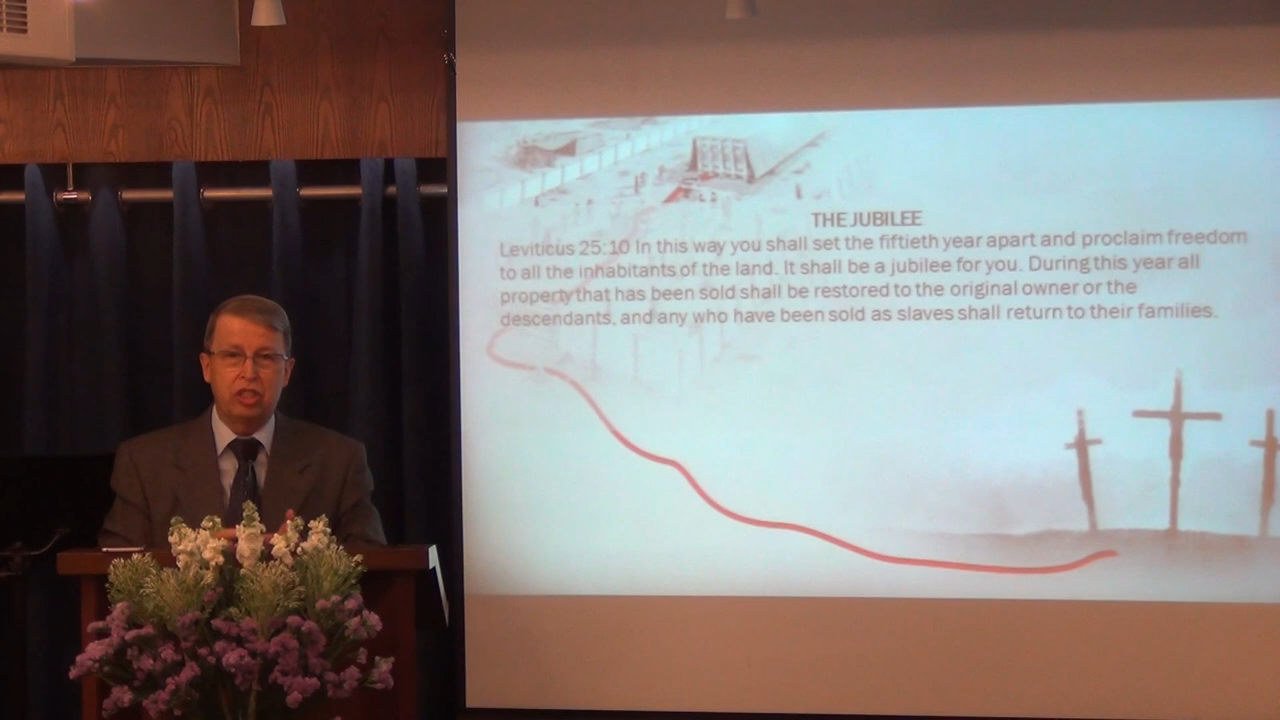 THE JUBILEE
Leviticus 25:10 In this way you shall set the fiftieth year apart and proclaim freedom
to all the inhabitants of the land. It shall be a jubilee for you. During this year all
property that has been sold shall be restored to the original owner or the
descendants, and any who have been sold as slaves shall return to their families.